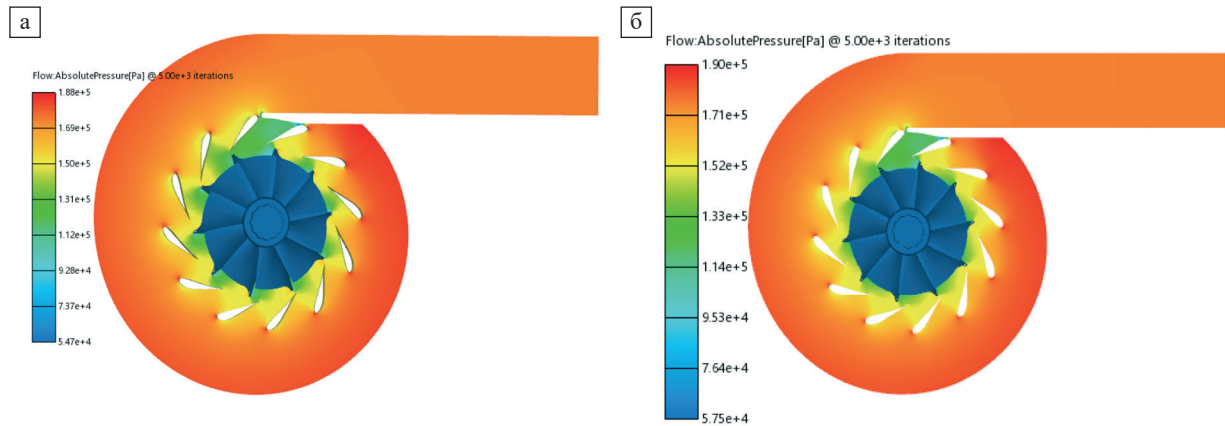 а
Flow:AbsolutePressure[Pa] @ 5.00e+3 iterations
1.88e+5
1.69e+5
1.50e+5
1.31e+5
1.12e+5
9.28e+4
7.37e+4
5.47e+4
б
Flow:AbsolutePressure[Pa] @ 5.00e+3 iterations
1.90e+5
1.71e+5
1.52e+5
1.33e+5
1.14e+5
9.53e+4
7.64e+4
5.75e+4